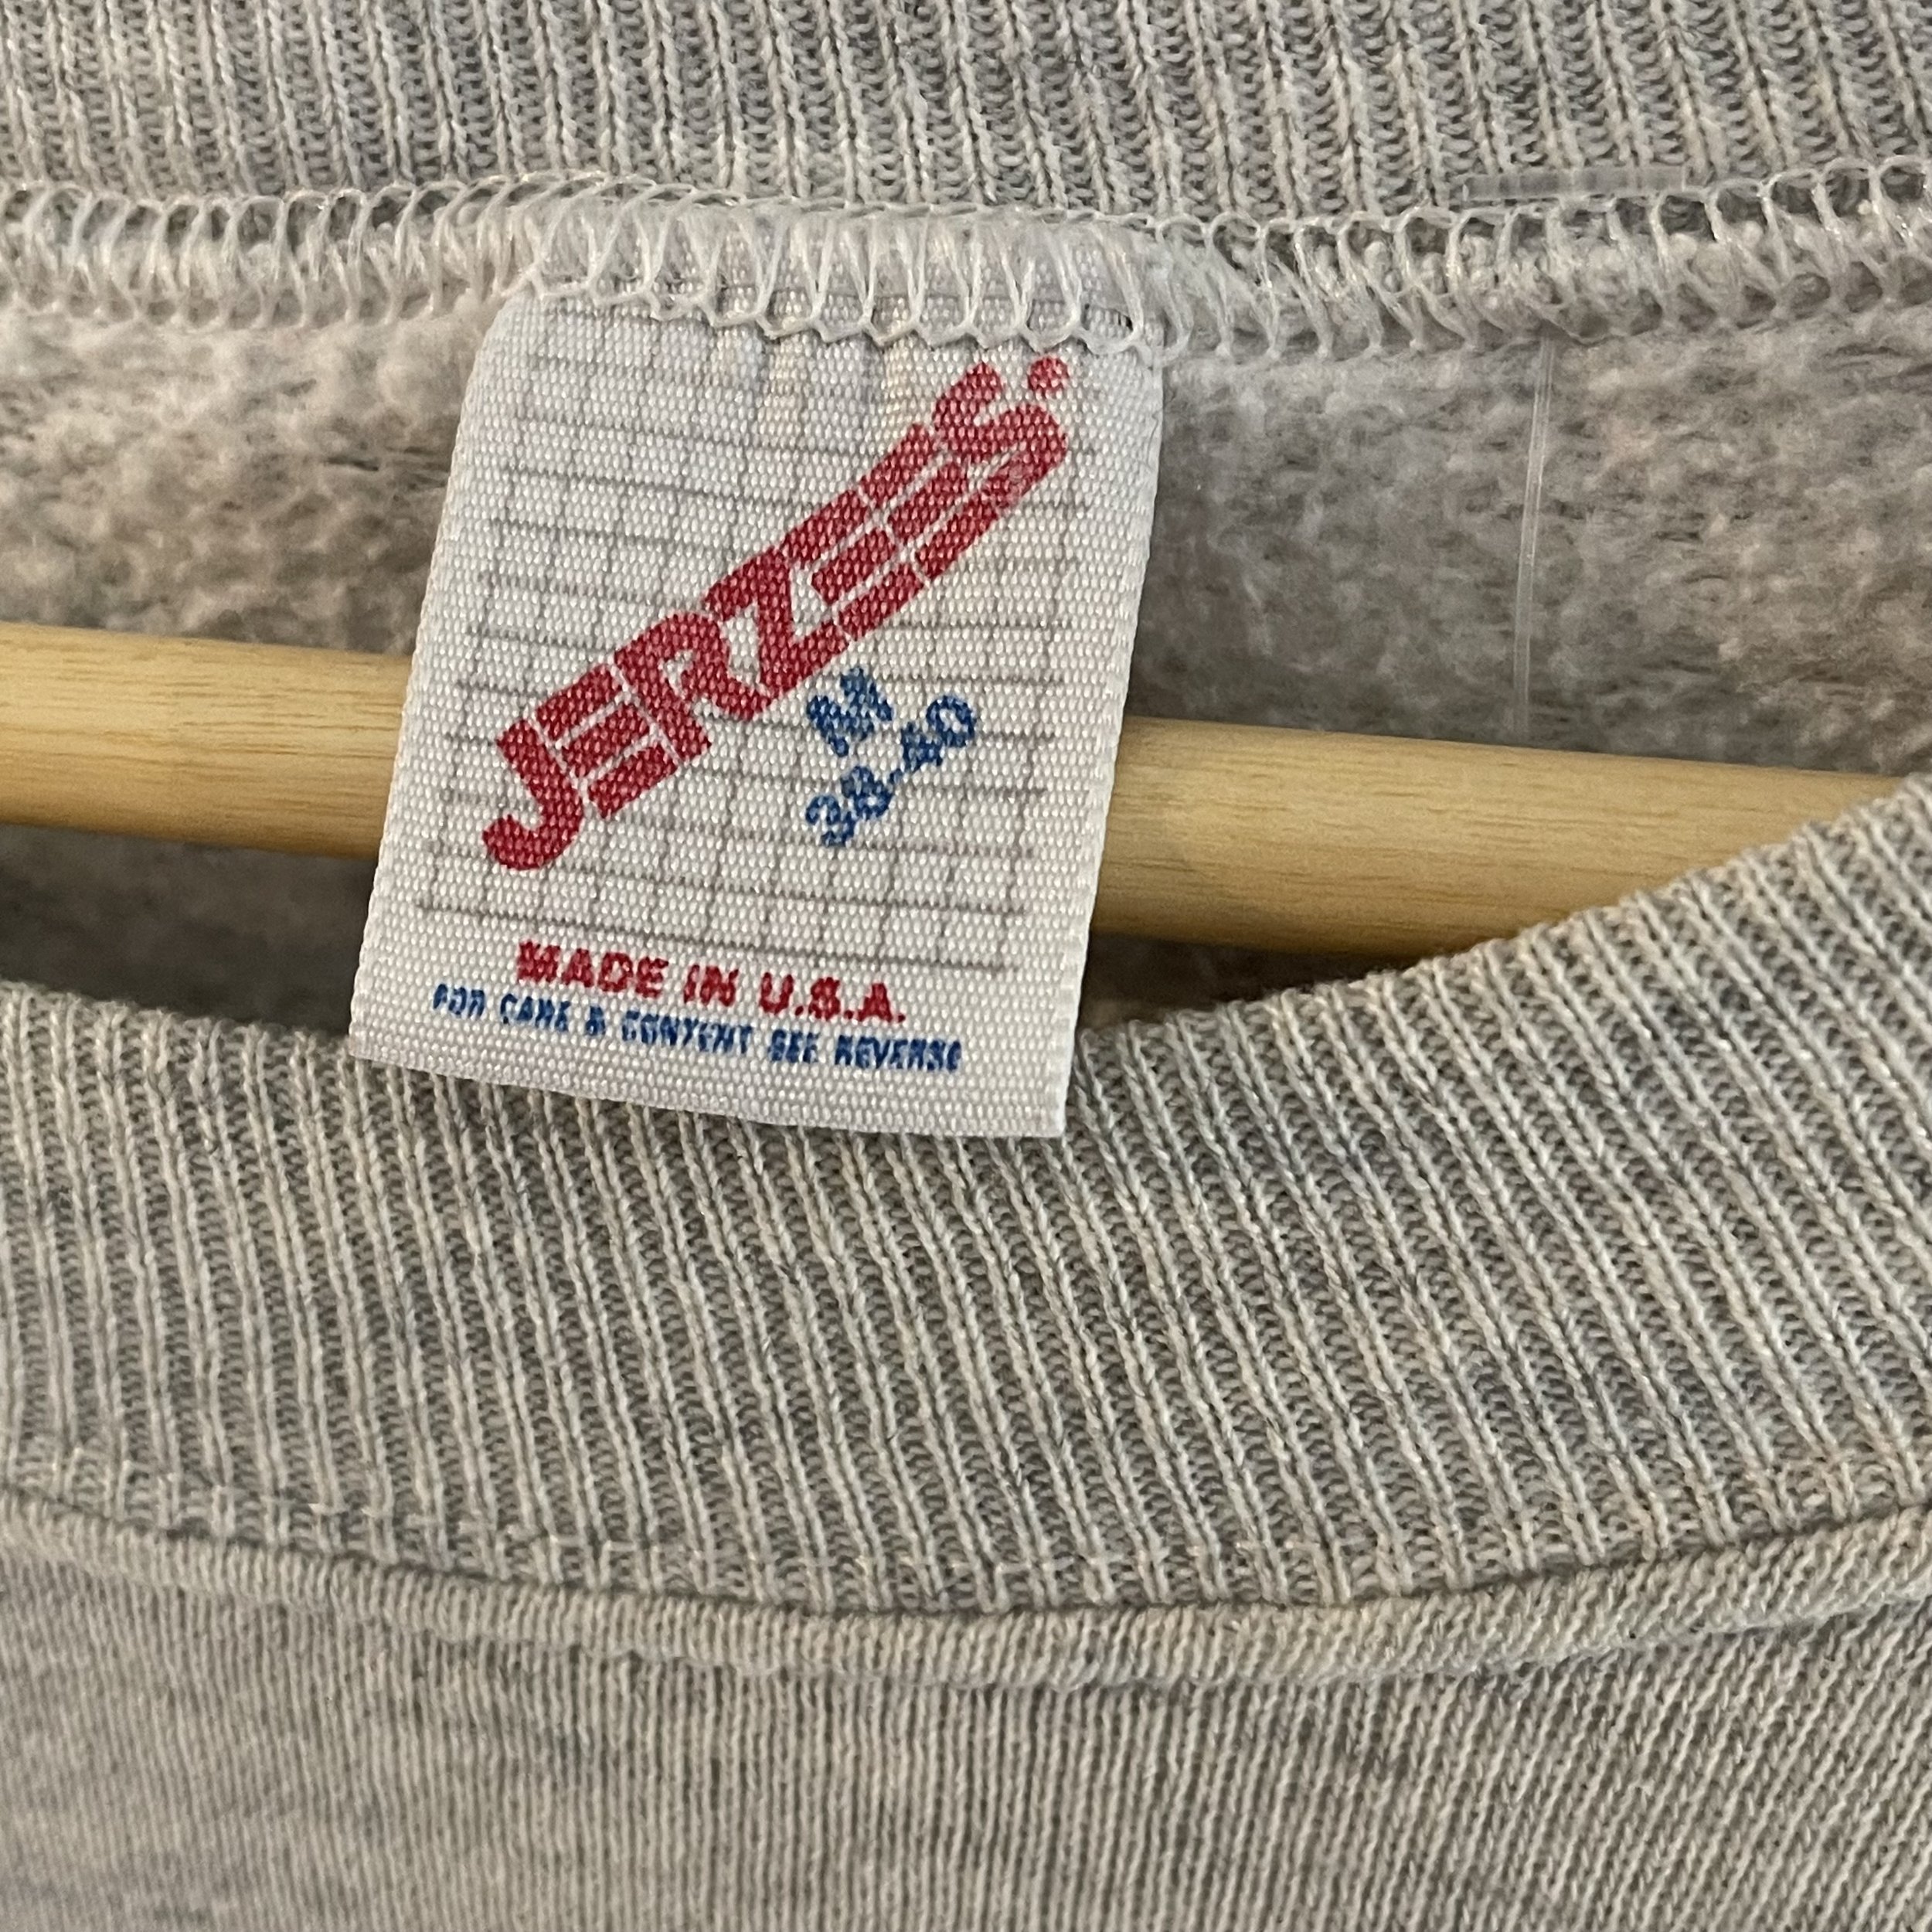 JERZEES.
M
38-40
MADE IN U.S.A.
FOR CARE & CONTENT SEE REVERSE